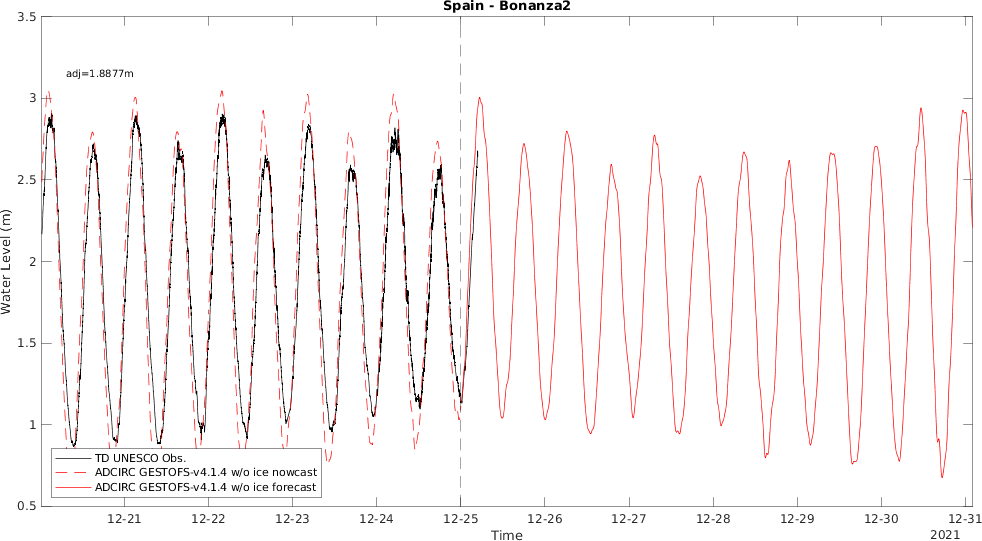 Spain - Bonanza2
adj=1.8877m
Water Level (m)
3.5
3
2.5
2
1.5
1
0.5
TD UNESCO Obs.
ADCIRC GESTOFS-v4.1.4 w/o ice nowcast
ADCIRC GESTOFS-v4.1.4 w/o ice forecast
12-21 12-22 12-23 12-24 12-25 12-26 12-27 12-28 12-29 12-30 12-31
Time
2021